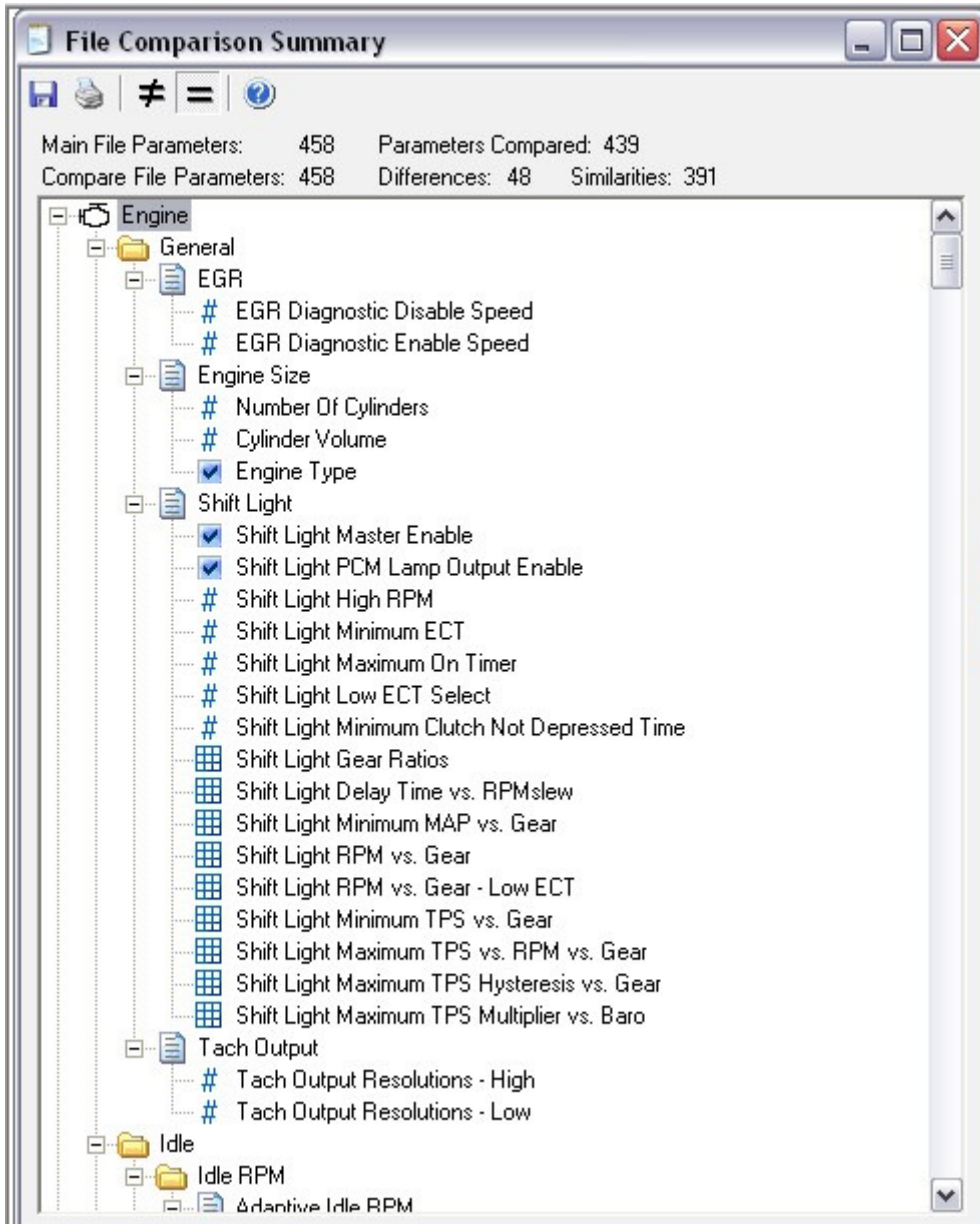 File Comparison Summary
Main File Parameters: 458 Parameters Compared: 439
Compare File Parameters: 458 Differences: 48 Similarities: 391
Engine
General
EGR
# EGR Diagnostic Disable Speed
# EGR Diagnostic Enable Speed
Engine Size
# Number Of Cylinders
# Cylinder Volume
Engine Type
Shift Light
Shift Light Master Enable
Shift Light PCM Lamp Output Enable
# Shift Light High RPM
# Shift Light Minimum ECT
# Shift Light Maximum On Timer
# Shift Light Low ECT Select
# Shift Light Minimum Clutch Not Depressed Time
Shift Light Gear Ratios
Shift Light Delay Time vs. RPMslew
Shift Light Minimum MAP vs. Gear
Shift Light RPM vs. Gear
Shift Light RPM vs. Gear - Low ECT
Shift Light Minimum TPS vs. Gear
Shift Light Maximum TPS vs. RPM vs. Gear
Shift Light Maximum TPS Hysteresis vs. Gear
Shift Light Maximum TPS Multiplier vs. Baro
Tach Output
# Tach Output Resolutions - High
# Tach Output Resolutions - Low
Idle
Idle RPM
Adaptive Idle RPM